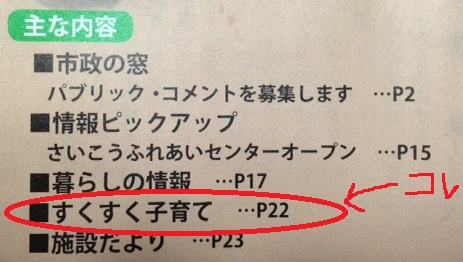 主な内容
■市政の窓
パブリック・コメントを募集します …P2
■情報ピックアップ
さいこうふれあいセンターオープン …P15
■暮らしの情報 …P17
■すくすく子育て …P22
コレ
■施設だより …P23